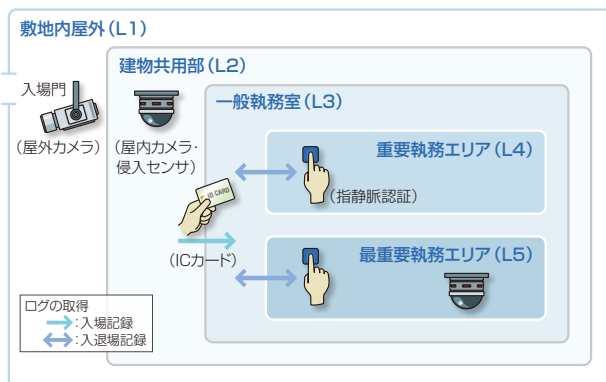 敷地内屋外(L1)
建物共用部(L2)
入場門
一般執務室(L3)
(屋外カメラ)
(屋内カメラ・
侵入センサ)
重要執務エリア(L4)
ID CARD
(指静脈認証)
(ICカード)
最重要執務エリア(L5)
ログの取得
:入場記録
:入退場記録